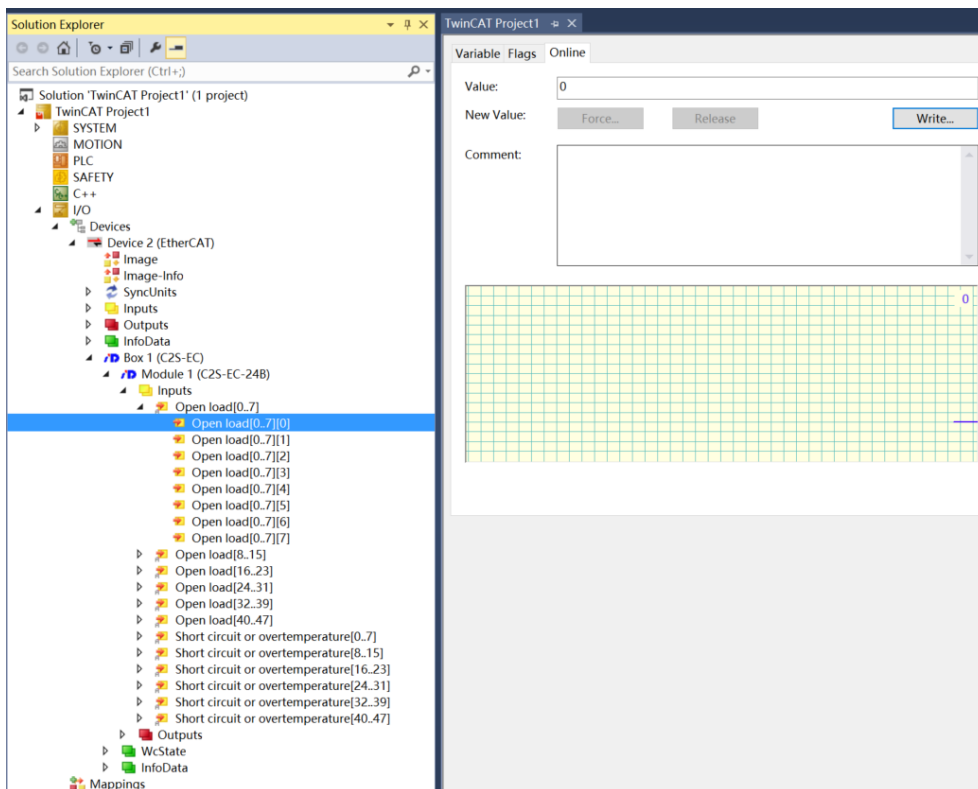 Solution Explorer
Search Solution Explorer (Ctrl+;)
Solution 'TwinCAT Project1' (1 project)
TwinCAT Project1
SYSTEM
MOTION
PLC
SAFETY
C++
I/O
Devices
Device 2 (EtherCAT)
Image
Image-Info
SyncUnits
Inputs
Outputs
InfoData
Box 1 (C2S-EC)
Module 1 (C2S-EC-24B)
Inputs
Open load[0..7]
Open load[0..7][0]
Open load[0..7][1]
Open load[0..7][2]
Open load[0..7][3]
Open load[0..7][4]
Open load[0..7][5]
Open load[0..7][6]
Open load[0..7][7]
Open load[8..15]
Open load[16..23]
Open load[24..31]
Open load[32..39]
Open load[40..47]
Short circuit or overtemperature[0..7]
Short circuit or overtemperature[8..15]
Short circuit or overtemperature[16..23]
Short circuit or overtemperature[24..31]
Short circuit or overtemperature[32..39]
Short circuit or overtemperature[40..47]
Outputs
WcState
InfoData
Mappings
TwinCAT Project1
Variable Flags Online
Value: 0
New Value: Force... Release Write...
Comment:
0